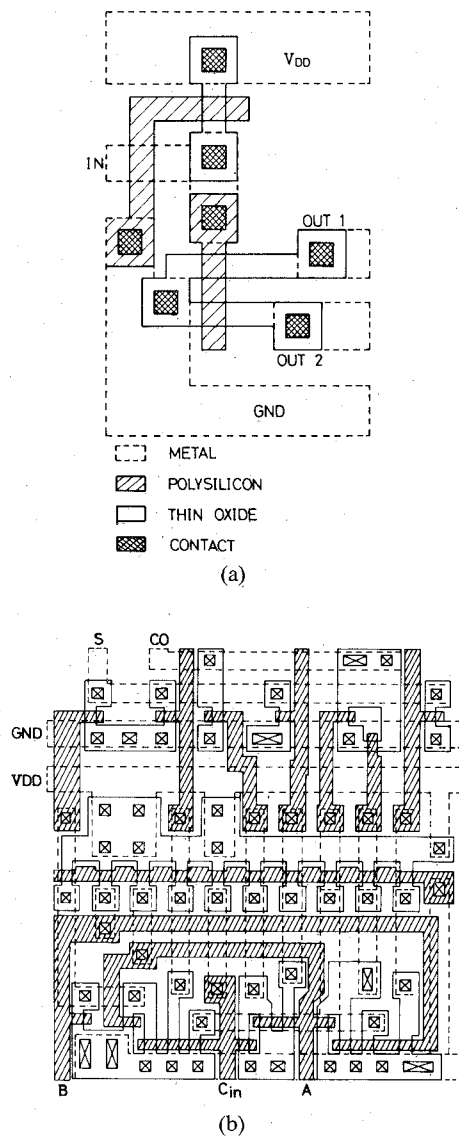 V_DD
IN
OUT 1
OUT 2
GND
METAL
POLYSILICON
THIN OXIDE
CONTACT
(a)
S CO
GND
VDD
B C_in A
(b)